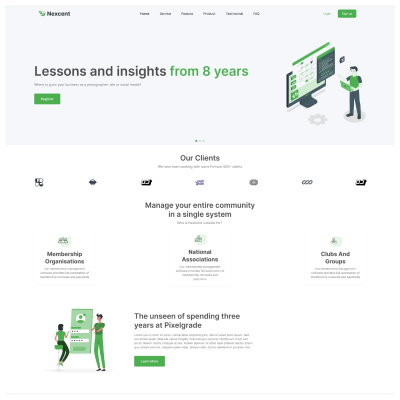 Nexcent
Home Service Feature Product Testimonial FAQ
Login Sign up
Lessons and insights from 8 years
Where to grow your business as a photographer: site or social media?
Register
Our Clients
We have been working with some Fortune 500+ clients
Manage your entire community
in a single system
Who is Nextcent suitable for?
Membership
Organisations
Our membership management
software provides full automation of
membership renewals and payments
National
Associations
Our membership management
software provides full automation of
membership renewals and
payments
Clubs And
Groups
Our membership management
software provides full automation of
membership renewals and payments
The unseen of spending three
years at Pixelgrade
Learn More